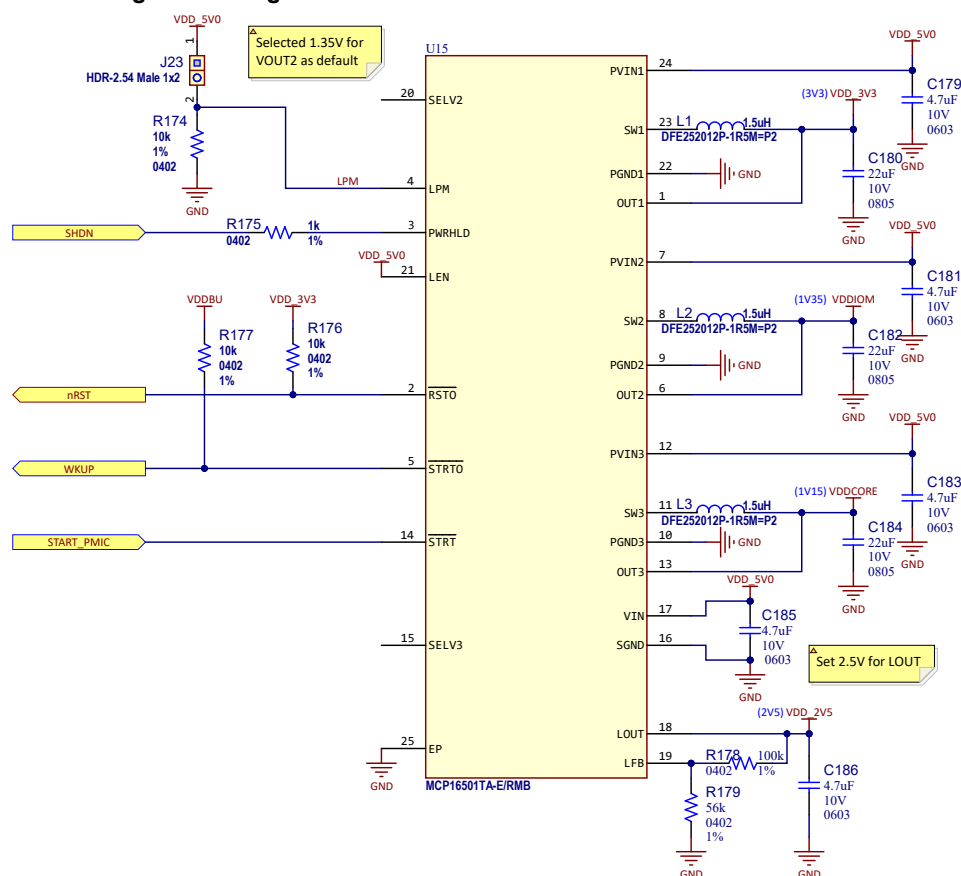 VDD_5V0
1
J23
HDR-2.54 Male 1x2
2
R174
10k
1%
0402
GND
Selected 1.35V for
VOUT2 as default
LPM
SHDN
R175
0402
1k
1%
VDD_5V0
VDDBU
R177
10k
0402
1%
VDD_3V3
R176
10k
0402
1%
nRST
WKUP
START_PMIC
GND
U15
20 SELV2
4 LPM
3 PWRHLD
21 LEN
2 RSTO
5 STRTO
14 STRT
15 SELV3
25 EP
MCP16501TA-E/RMB
PVIN1 24
SW1 23
PGND1 22
OUT1 1
PVIN2 7
SW2 8
PGND2 9
OUT2 6
PVIN3 12
SW3 11
PGND3 10
OUT3 13
VIN 17
SGND 16
LOUT 18
LFB 19
VDD_5V0
C179
4.7uF
10V
0603
GND
L1 1.5uH
DFE252012P-1R5M=P2
(3V3) VDD_3V3
GND
C180
22uF
10V
0805
GND
VDD_5V0
C181
4.7uF
10V
0603
GND
L2 1.5uH
DFE252012P-1R5M=P2
(1V35) VDDIOM
GND
C182
22uF
10V
0805
GND
VDD_5V0
C183
4.7uF
10V
0603
GND
L3 1.5uH
DFE252012P-1R5M=P2
(1V15) VDDCORE
GND
C184
22uF
10V
0805
GND
VDD_5V0
C185
4.7uF
10V
0603
GND
Set 2.5V for LOUT
(2V5) VDD_2V5
R178
0402
100k
1%
R179
56k
0402
1%
GND
C186
4.7uF
10V
0603
GND